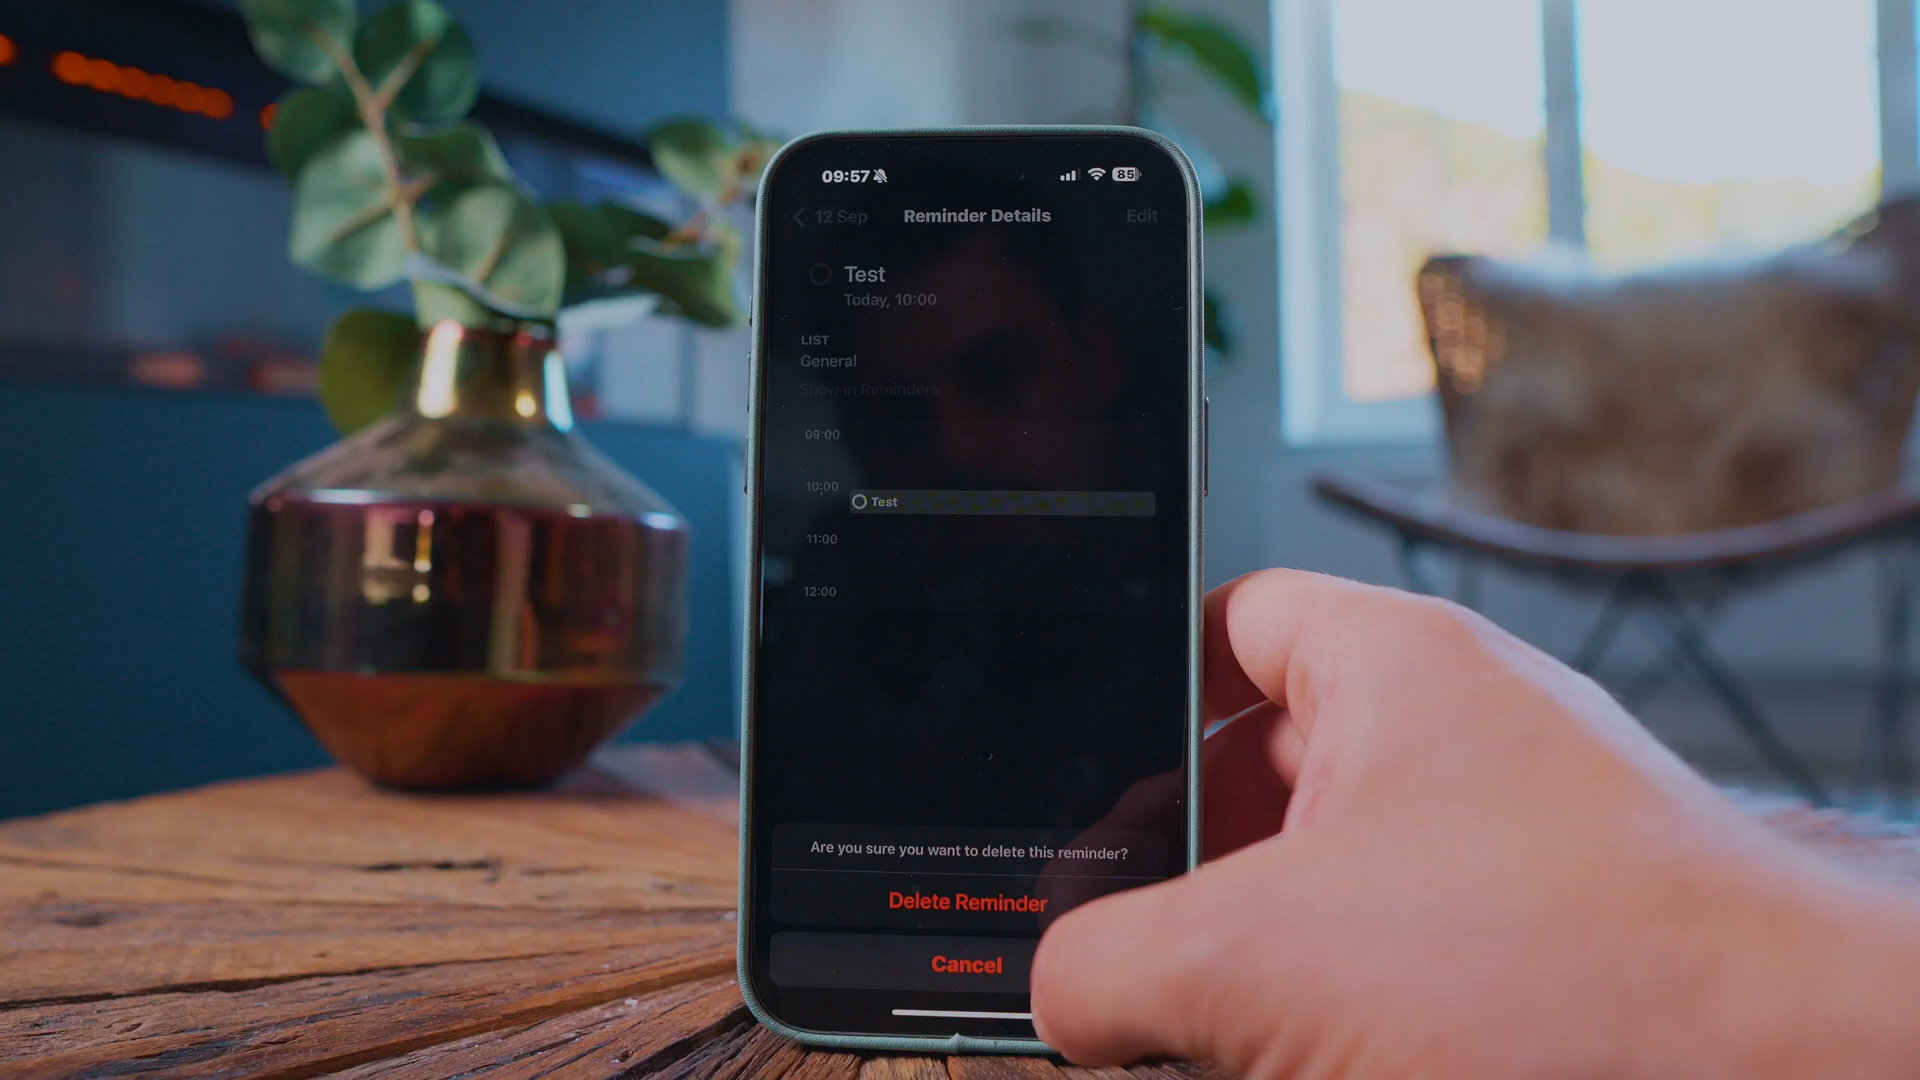 09:57 85
12 Sep Reminder Details Edit
Test
Today, 10:00
LIST
General
Show in Reminders
09:00
10:00
Test
11:00
12:00
Are you sure you want to delete this reminder?
Delete Reminder
Cancel